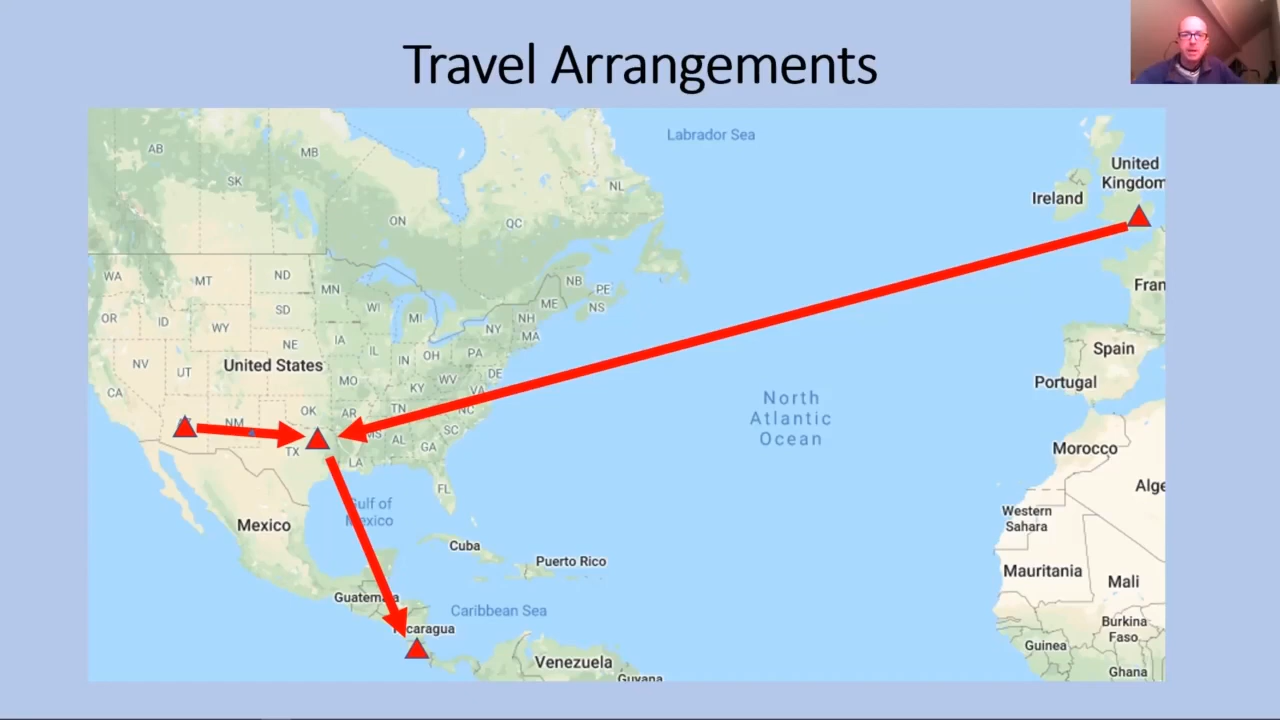 Travel Arrangements
Labrador Sea
AB
MB
SK
NL
ON
QC
United
Kingdom
Ireland
WA
MT
ND
MN
NB
PE
NS
ME
Fran
OR
ID
WY
SD
WI
MI
NH
NY
MA
NE
IA
IL
IN
OH
PA
NV
UT
United States
Spain
CA
MO
KY
WV
VA
DE
Portugal
OK
AR
TN
NC
North
Atlantic
Ocean
NM
MS
AL
GA
SC
TX
LA
Morocco
FL
Alge
Gulf of
Mexico
Mexico
Western
Sahara
Cuba
Puerto Rico
Mauritania
Mali
Guatemala
Caribbean Sea
Nicaragua
Burkina
Faso
Guinea
Venezuela
Ghana
Guyana